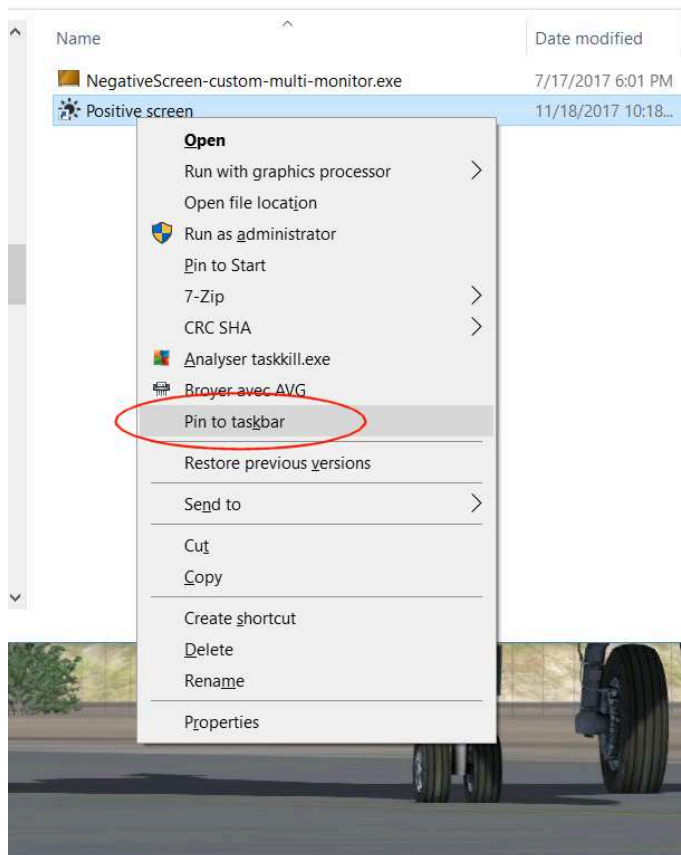 Name Date modified
NegativeScreen-custom-multi-monitor.exe 7/17/2017 6:01 PM
Positive screen 11/18/2017 10:18...
Open
Run with graphics processor
Open file location
Run as administrator
Pin to Start
7-Zip
CRC SHA
Analyser taskkill.exe
Broyer avec AVG
Pin to taskbar
Restore previous versions
Send to
Cut
Copy
Create shortcut
Delete
Rename
Properties